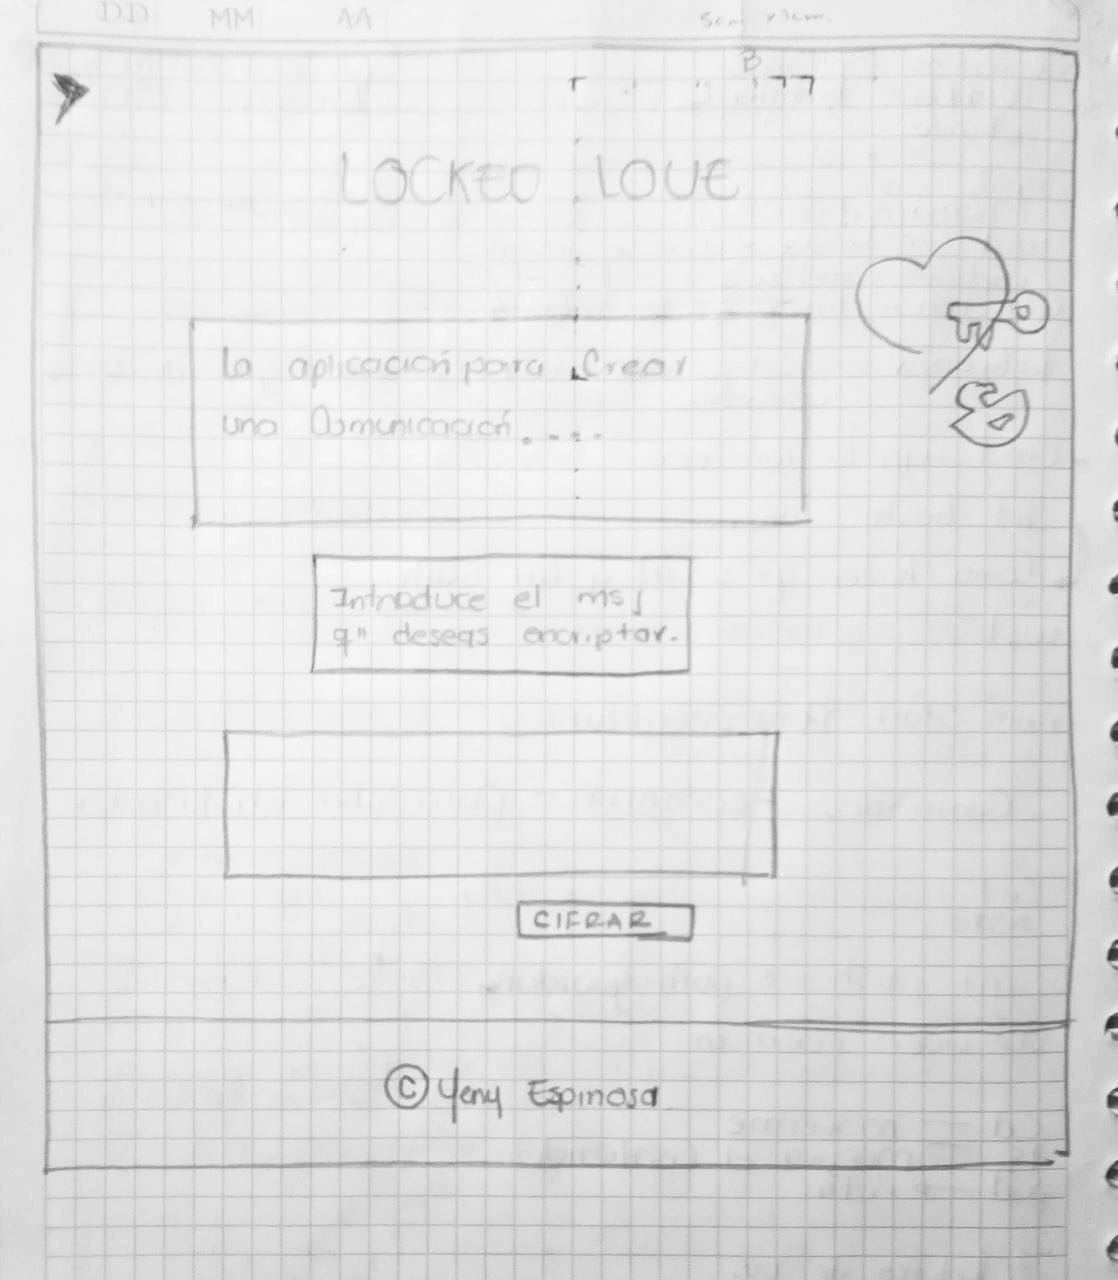 DD MM AA
B
LOCKED LOVE
La aplicación para Crear
una Comunicación.----
Introduce el msj
q" deseas encriptar.
CIFRAR
© Yeny Espinosa